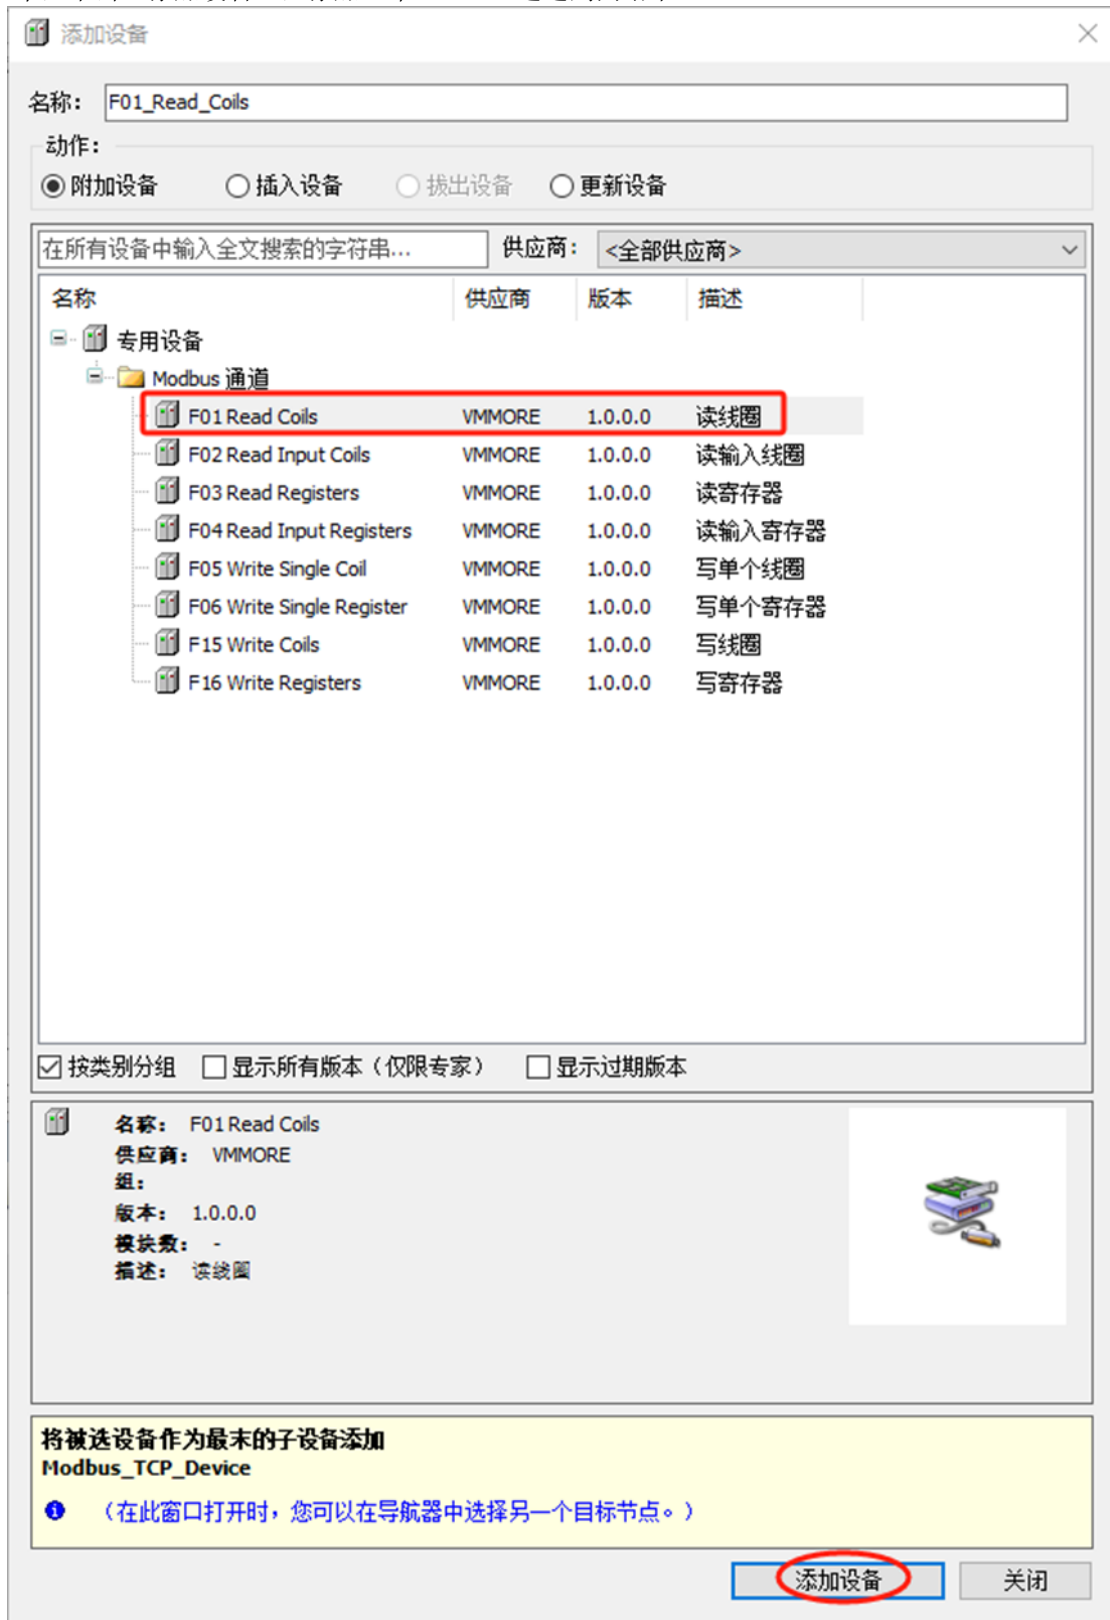 添加设备
名称： F01_Read_Coils
动作：
附加设备 插入设备 拔出设备 更新设备
在所有设备中输入全文搜索的字符串... 供应商： <全部供应商>
名称 供应商 版本 描述
专用设备
Modbus 通道
F01 Read Coils VMMORE 1.0.0.0 读线圈
F02 Read Input Coils VMMORE 1.0.0.0 读输入线圈
F03 Read Registers VMMORE 1.0.0.0 读寄存器
F04 Read Input Registers VMMORE 1.0.0.0 读输入寄存器
F05 Write Single Coil VMMORE 1.0.0.0 写单个线圈
F06 Write Single Register VMMORE 1.0.0.0 写单个寄存器
F15 Write Coils VMMORE 1.0.0.0 写线圈
F16 Write Registers VMMORE 1.0.0.0 写寄存器
按类别分组 显示所有版本（仅限专家） 显示过期版本
名称： F01 Read Coils
供应商： VMMORE
组：
版本： 1.0.0.0
模块数： -
描述： 读线圈
将被选设备作为最末的子设备添加
Modbus_TCP_Device
（在此窗口打开时，您可以在导航器中选择另一个目标节点。）
添加设备 关闭